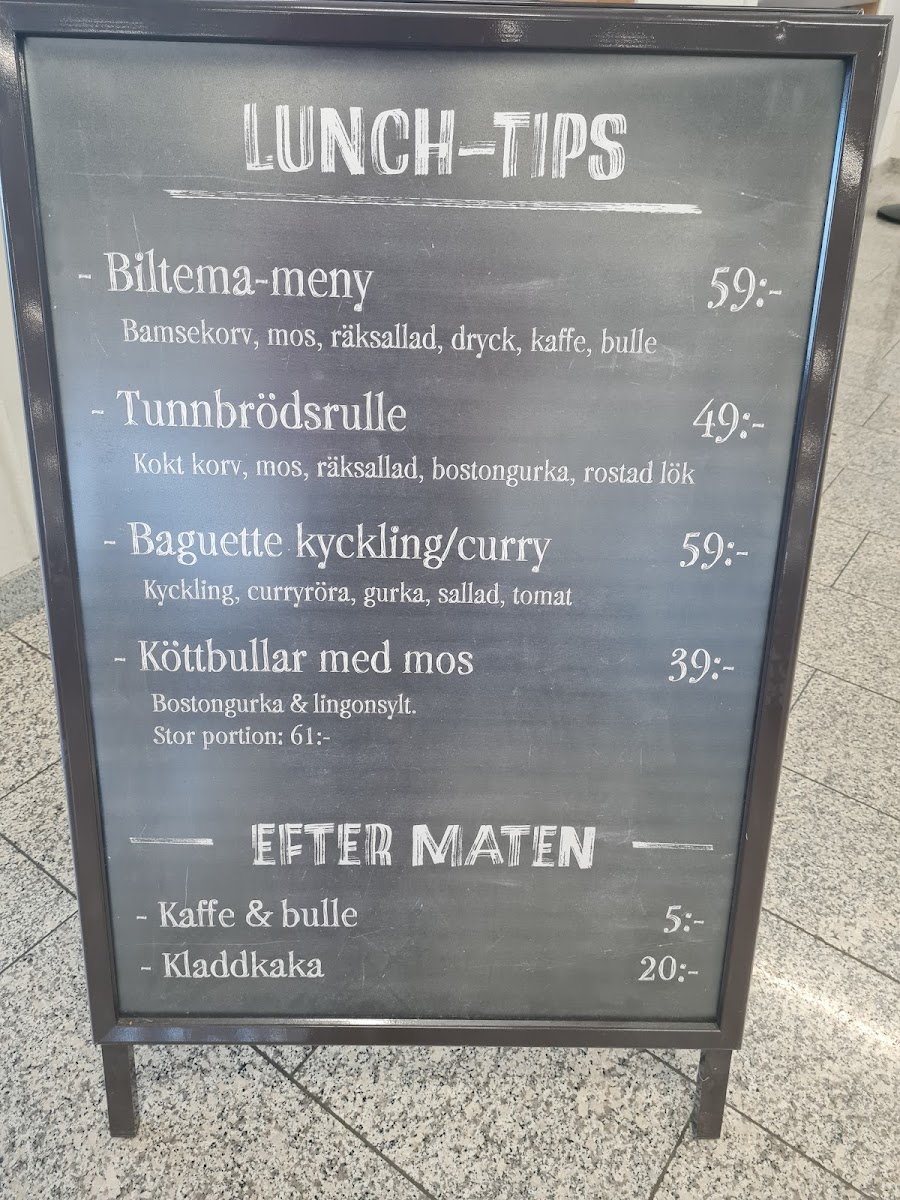 LUNCH-TIPS
- Biltema-meny 59:-
Bamsekorv, mos, räksallad, dryck, kaffe, bulle
- Tunnbrödsrulle 49:-
Kokt korv, mos, räksallad, bostongurka, rostad lök
- Baguette kyckling/curry 59:-
Kyckling, curryröra, gurka, sallad, tomat
- Köttbullar med mos 39:-
Bostongurka & lingonsylt.
Stor portion: 61:-
EFTER MATEN
- Kaffe & bulle 5:-
- Kladdkaka 20:-